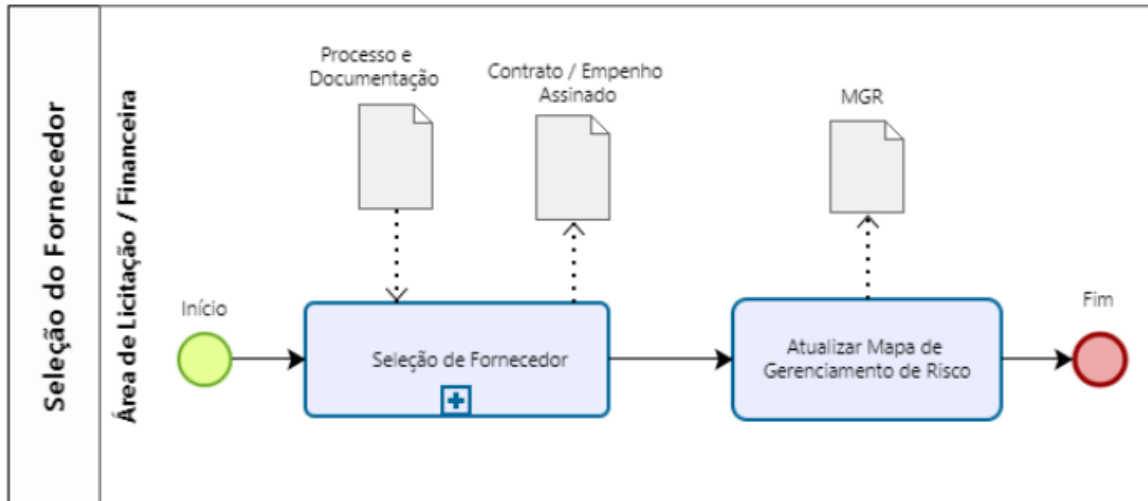 Seleção do Fornecedor
Área de Licitação / Financeira
Processo e
Documentação
Contrato / Empenho
Assinado
MGR
Início
Seleção de Fornecedor
Atualizar Mapa de
Gerenciamento de Risco
Fim